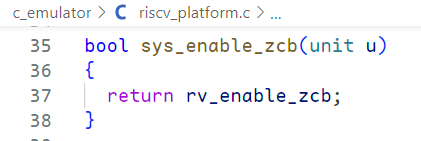 c_emulator > C riscv_platform.c > ...
35 bool sys_enable_zcb(unit u)
36 {
37   return rv_enable_zcb;
38 }